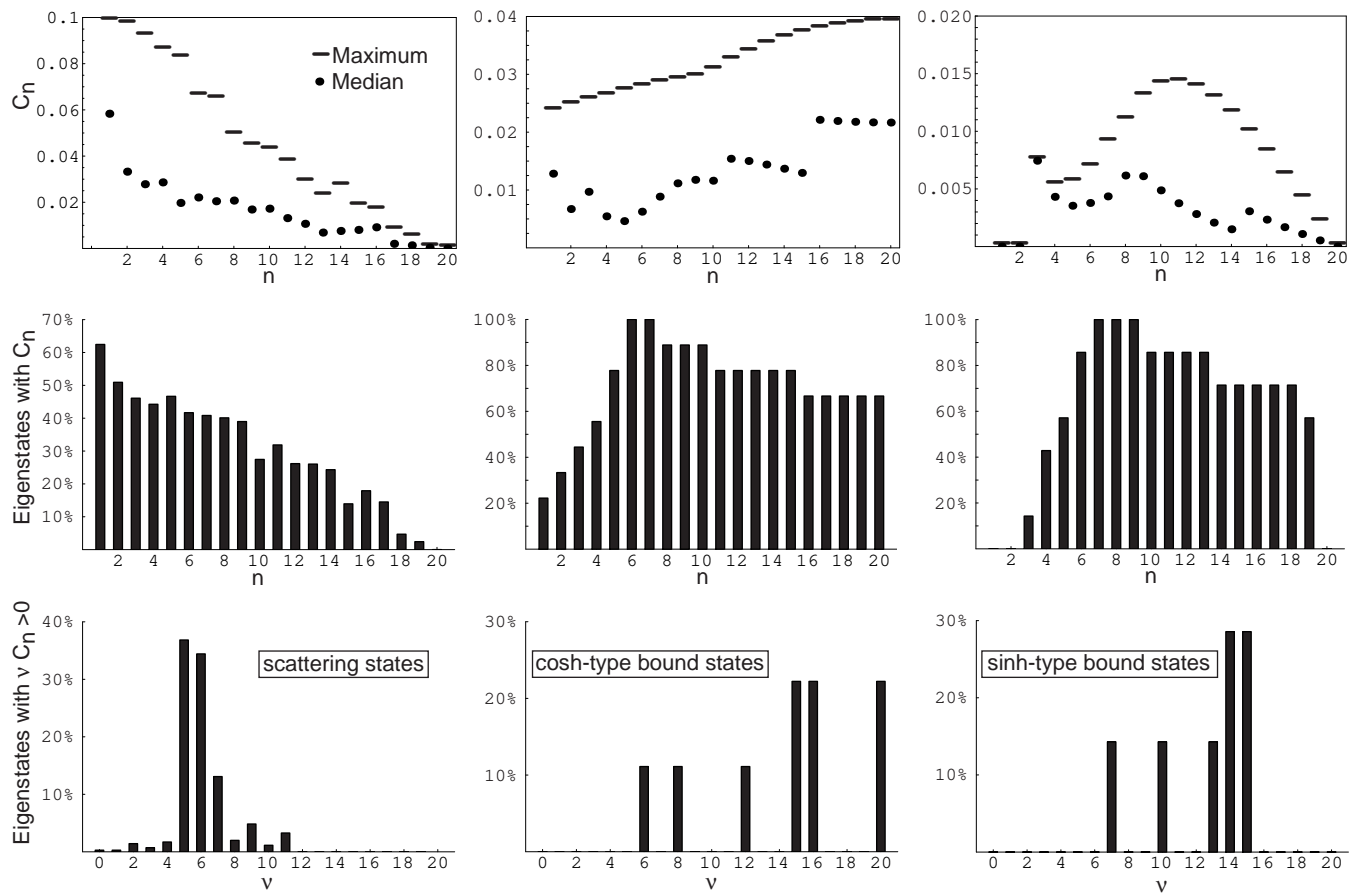 0.1
0.08
0.06
0.04
0.02
Cn
Maximum
Median
2 4 6 8 10 12 14 16 18 20
n
0.04
0.03
0.02
0.01
2 4 6 8 10 12 14 16 18 20
n
0.020
0.015
0.010
0.005
2 4 6 8 10 12 14 16 18 20
n
Eigenstates with Cn
70%
60%
50%
40%
30%
20%
10%
2 4 6 8 10 12 14 16 18 20
n
100%
80%
60%
40%
20%
2 4 6 8 10 12 14 16 18 20
n
100%
80%
60%
40%
20%
2 4 6 8 10 12 14 16 18 20
n
Eigenstates with ν Cn >0
40%
30%
20%
10%
scattering states
0 2 4 6 8 10 12 14 16 18 20
ν
30%
20%
10%
cosh-type bound states
0 2 4 6 8 10 12 14 16 18 20
ν
30%
20%
10%
sinh-type bound states
0 2 4 6 8 10 12 14 16 18 20
ν